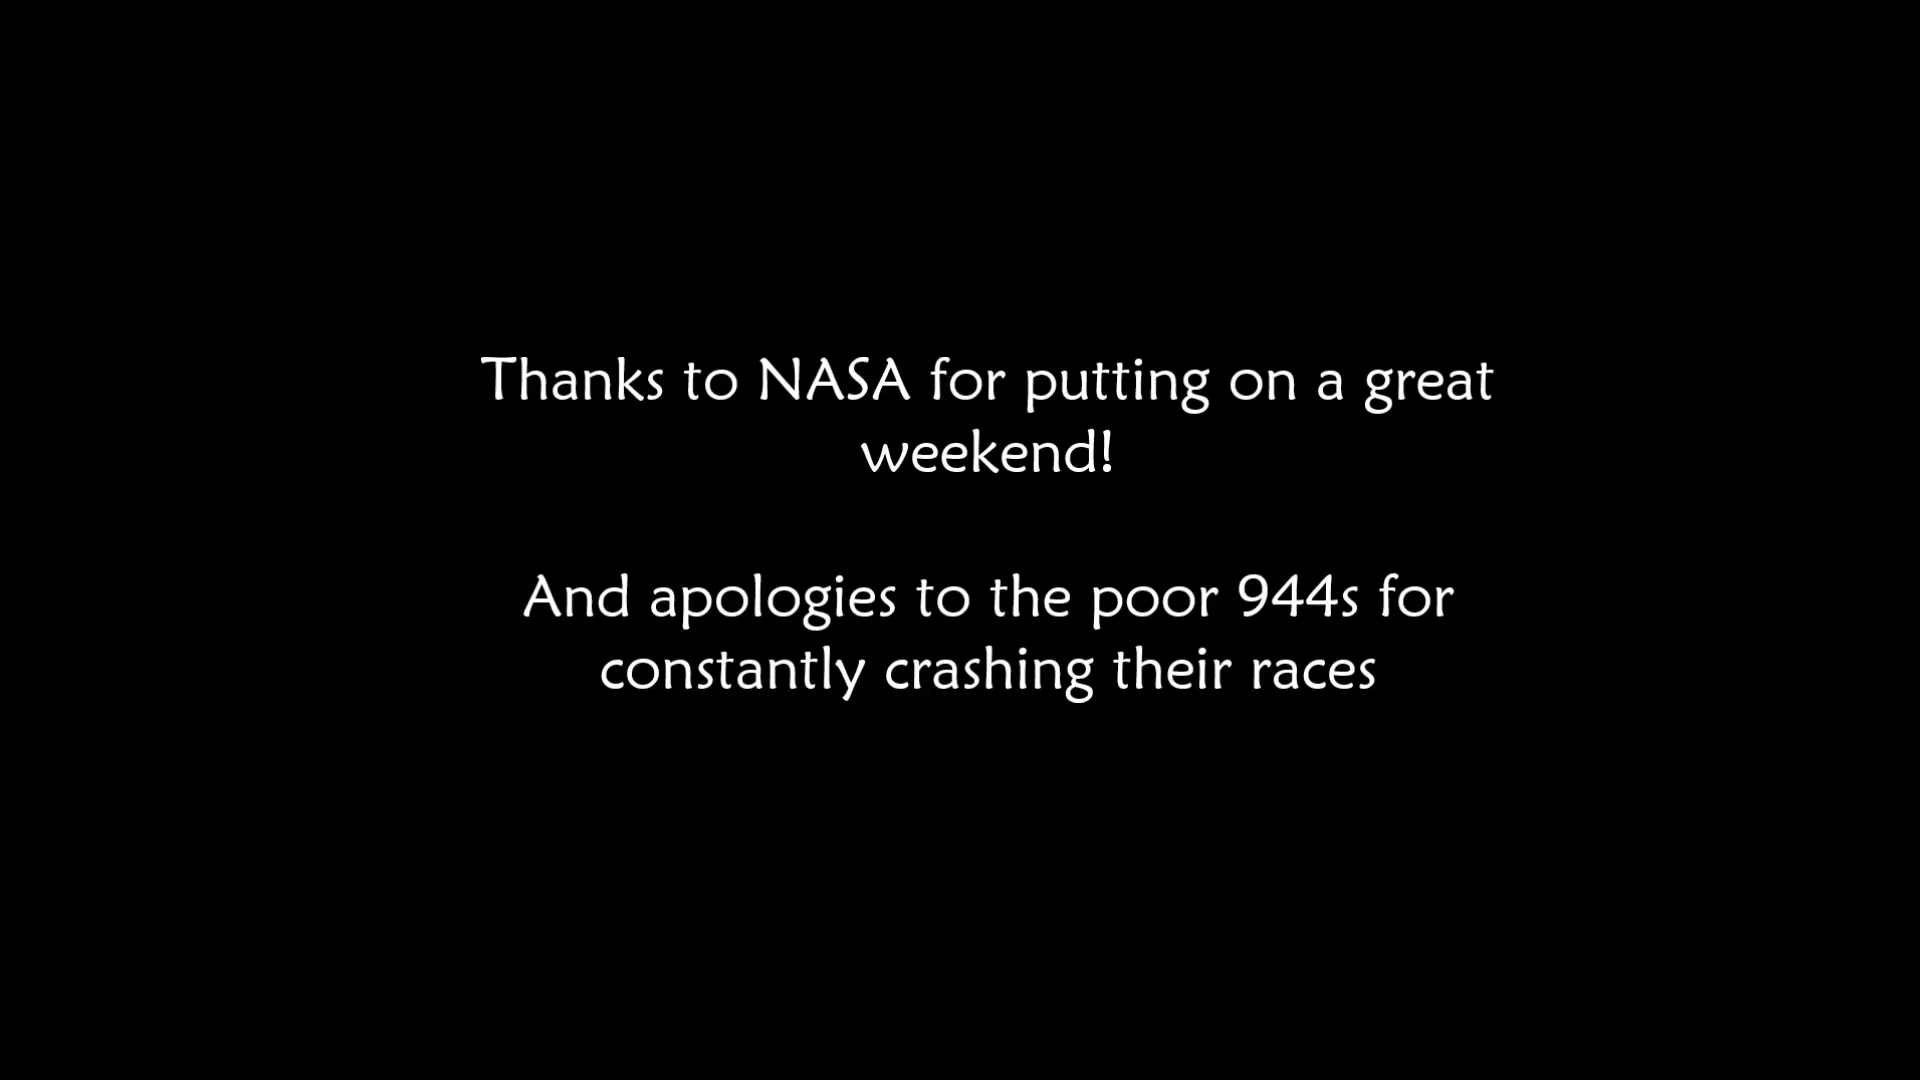 Thanks to NASA for putting on a great
weekend!
And apologies to the poor 944s for
constantly crashing their races